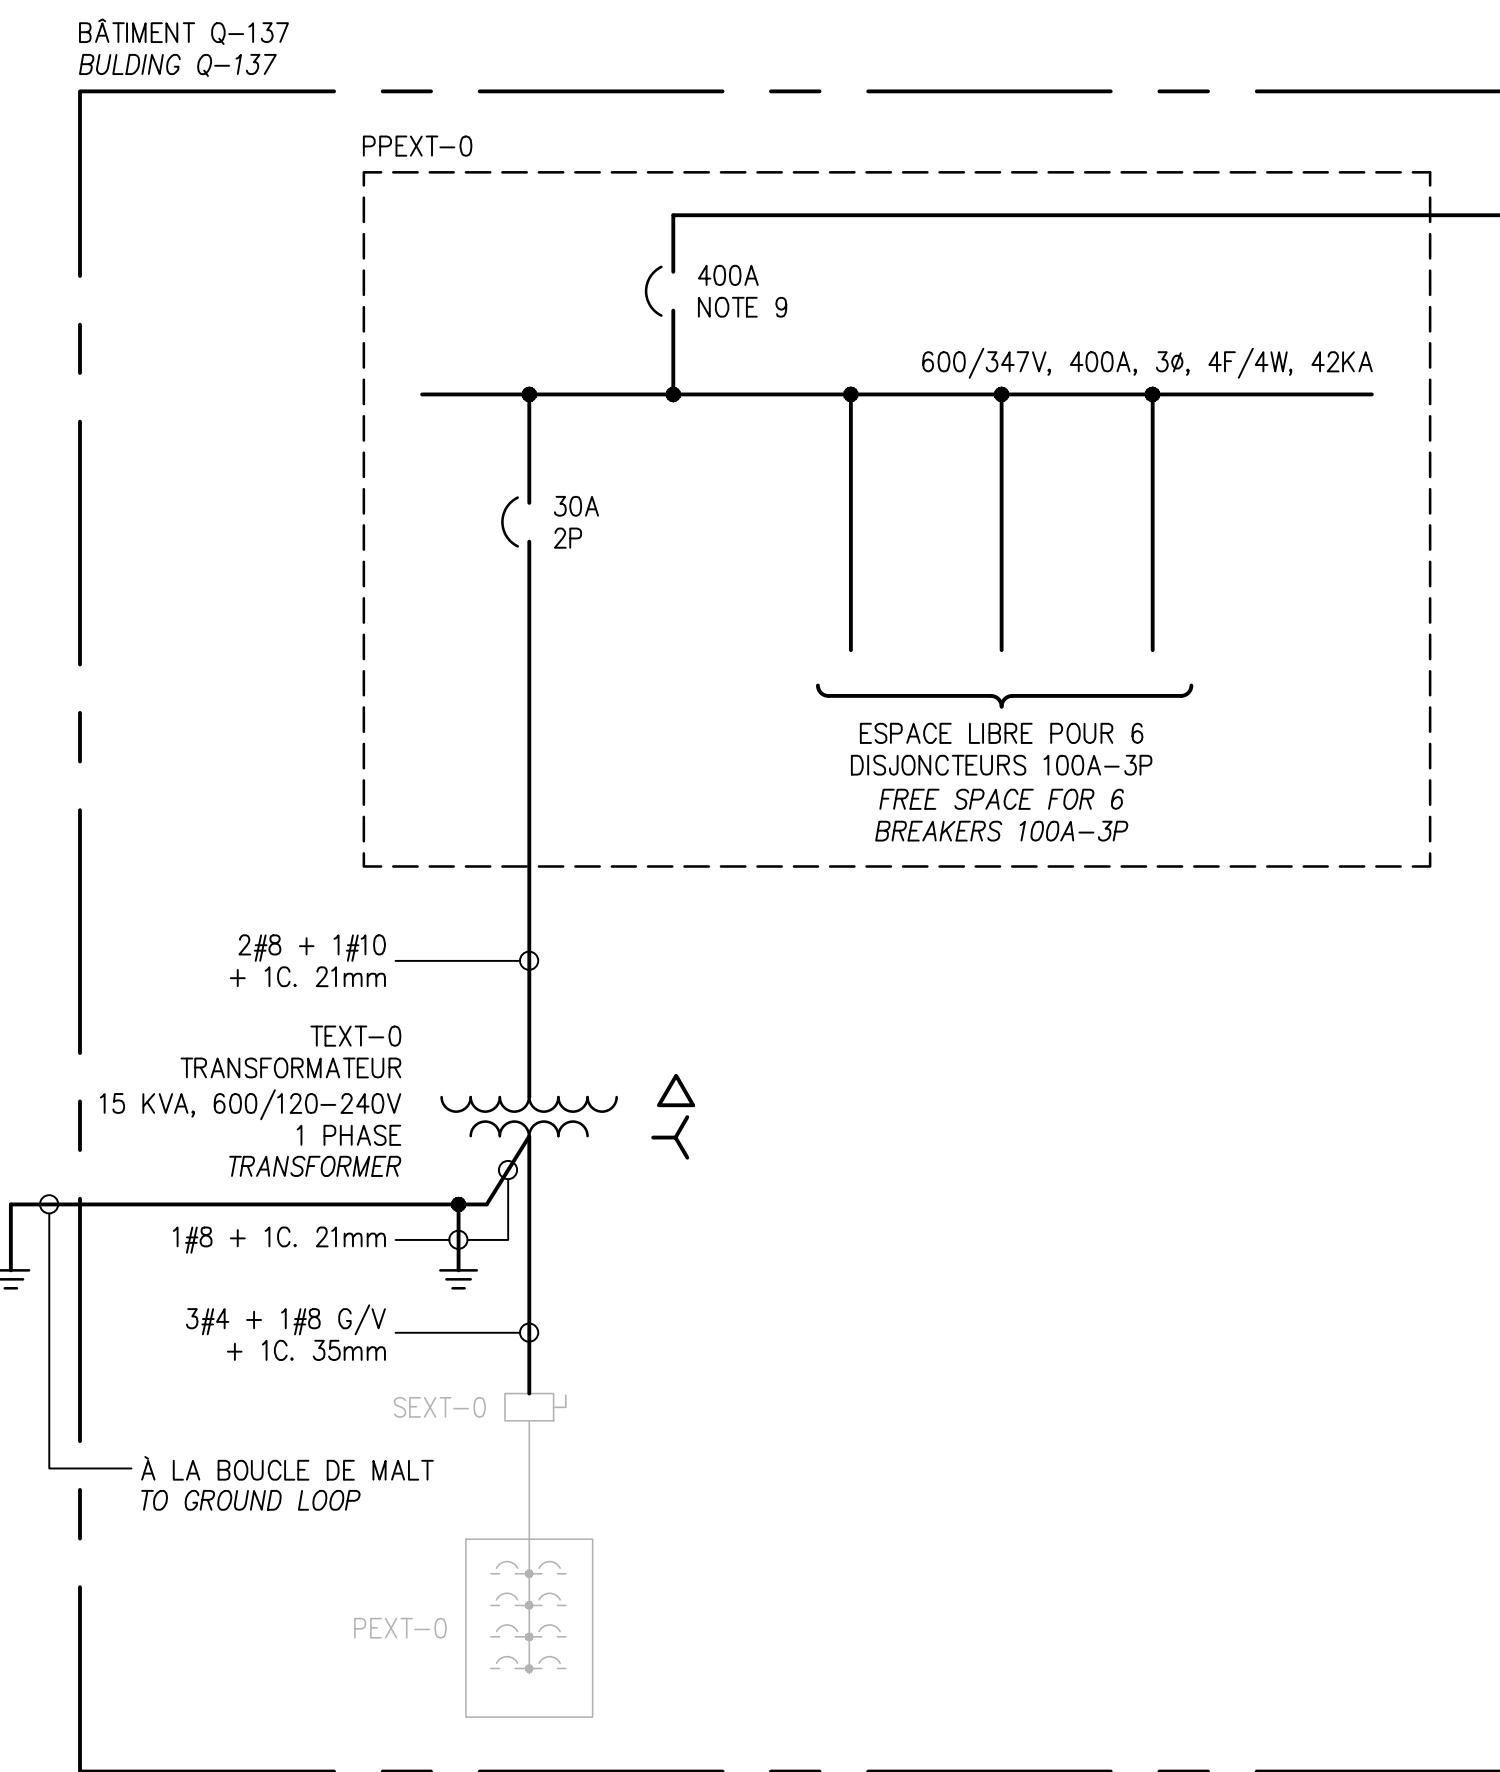 BÂTIMENT Q-137
BULDING Q-137
PPEXT-0
400A
NOTE 9
600/347V, 400A, 3ø, 4F/4W, 42KA
30A
2P
ESPACE LIBRE POUR 6
DISJONCTEURS 100A-3P
FREE SPACE FOR 6
BREAKERS 100A-3P
2#8 + 1#10
+ 1C. 21mm
TEXT-0
TRANSFORMATEUR
15 KVA, 600/120-240V
1 PHASE
TRANSFORMER
1#8 + 1C. 21mm
3#4 + 1#8 G/V
+ 1C. 35mm
SEXT-0
À LA BOUCLE DE MALT
TO GROUND LOOP
PEXT-0